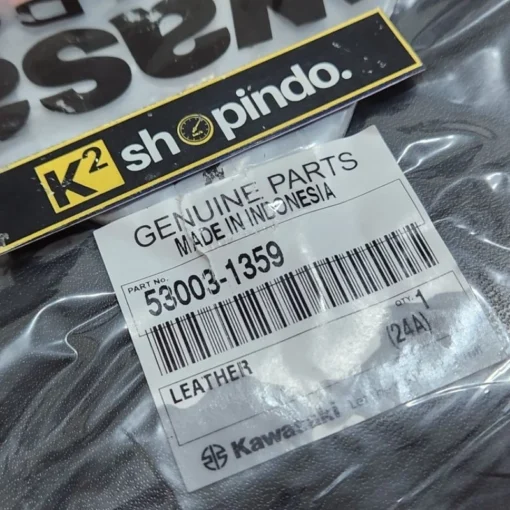 K2 shopindo.
GENUINE PARTS
MADE IN INDONESIA
PART No.
53003-1359
QTY. 1
LEATHER
(24A)
Kawasaki